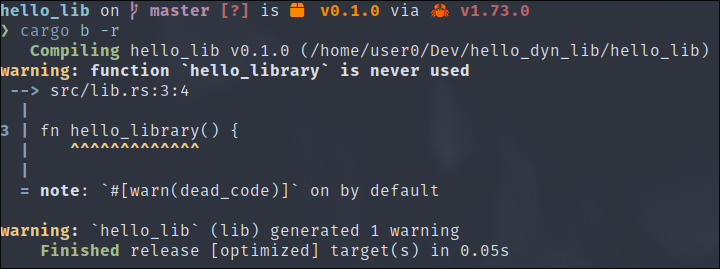 hello_lib on master [?] is 📦 v0.1.0 via 🦀 v1.73.0
❯ cargo b -r
   Compiling hello_lib v0.1.0 (/home/user0/Dev/hello_dyn_lib/hello_lib)
warning: function `hello_library` is never used
 --> src/lib.rs:3:4
  |
3 | fn hello_library() {
  |    ^^^^^^^^^^^^^
  |
  = note: `#[warn(dead_code)]` on by default
warning: `hello_lib` (lib) generated 1 warning
    Finished release [optimized] target(s) in 0.05s